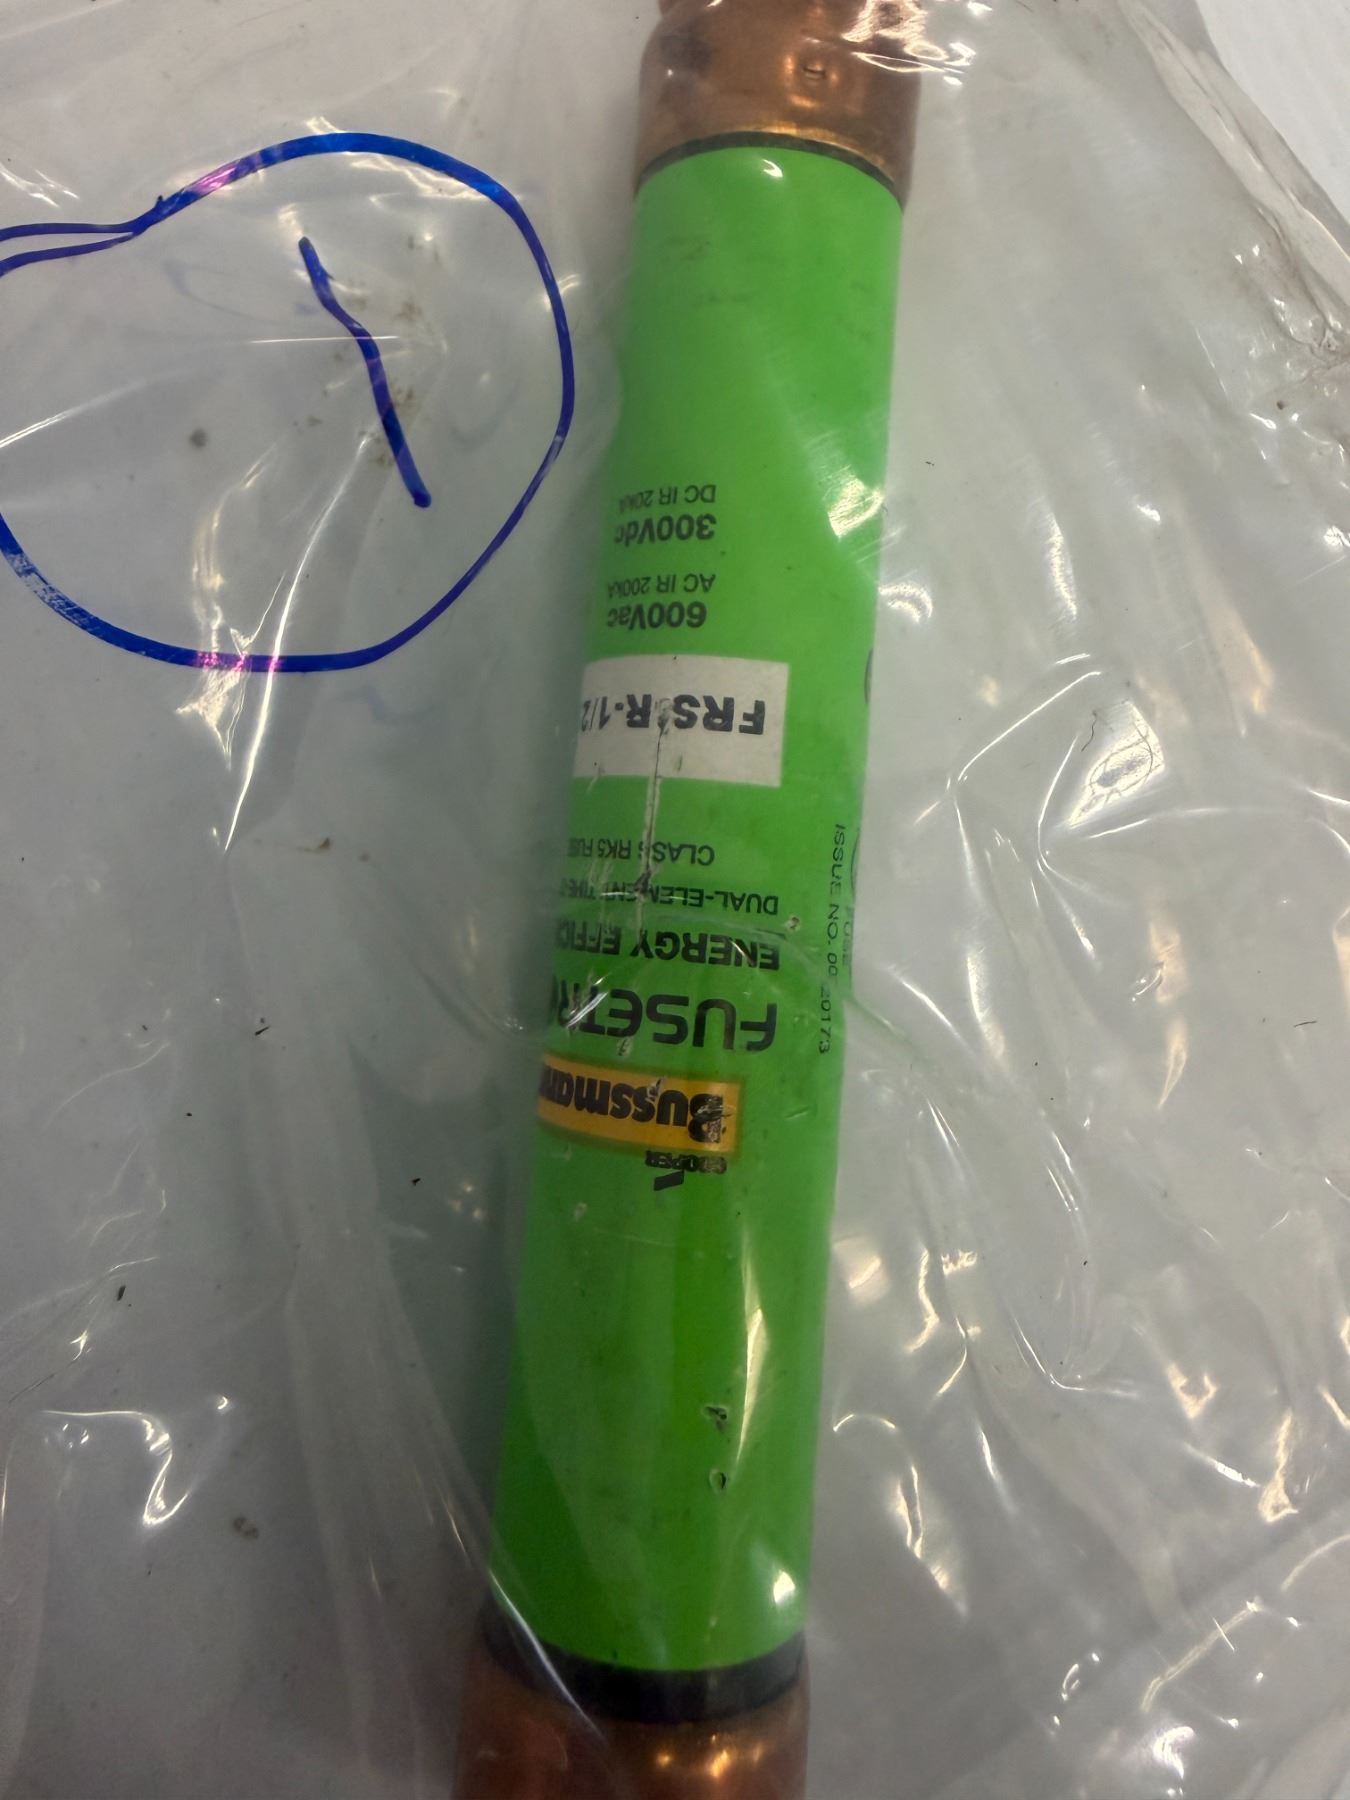 COOPER
Bussmann
FUSETR
ENERGY EFFIC
DUAL-ELEMENT TIME-
CLASS RK5 FUSE
FRS-R-1/2
600Vac
AC IR 200kA
300Vdc
DC IR 20kA
FUSE
ISSUE NO.
1